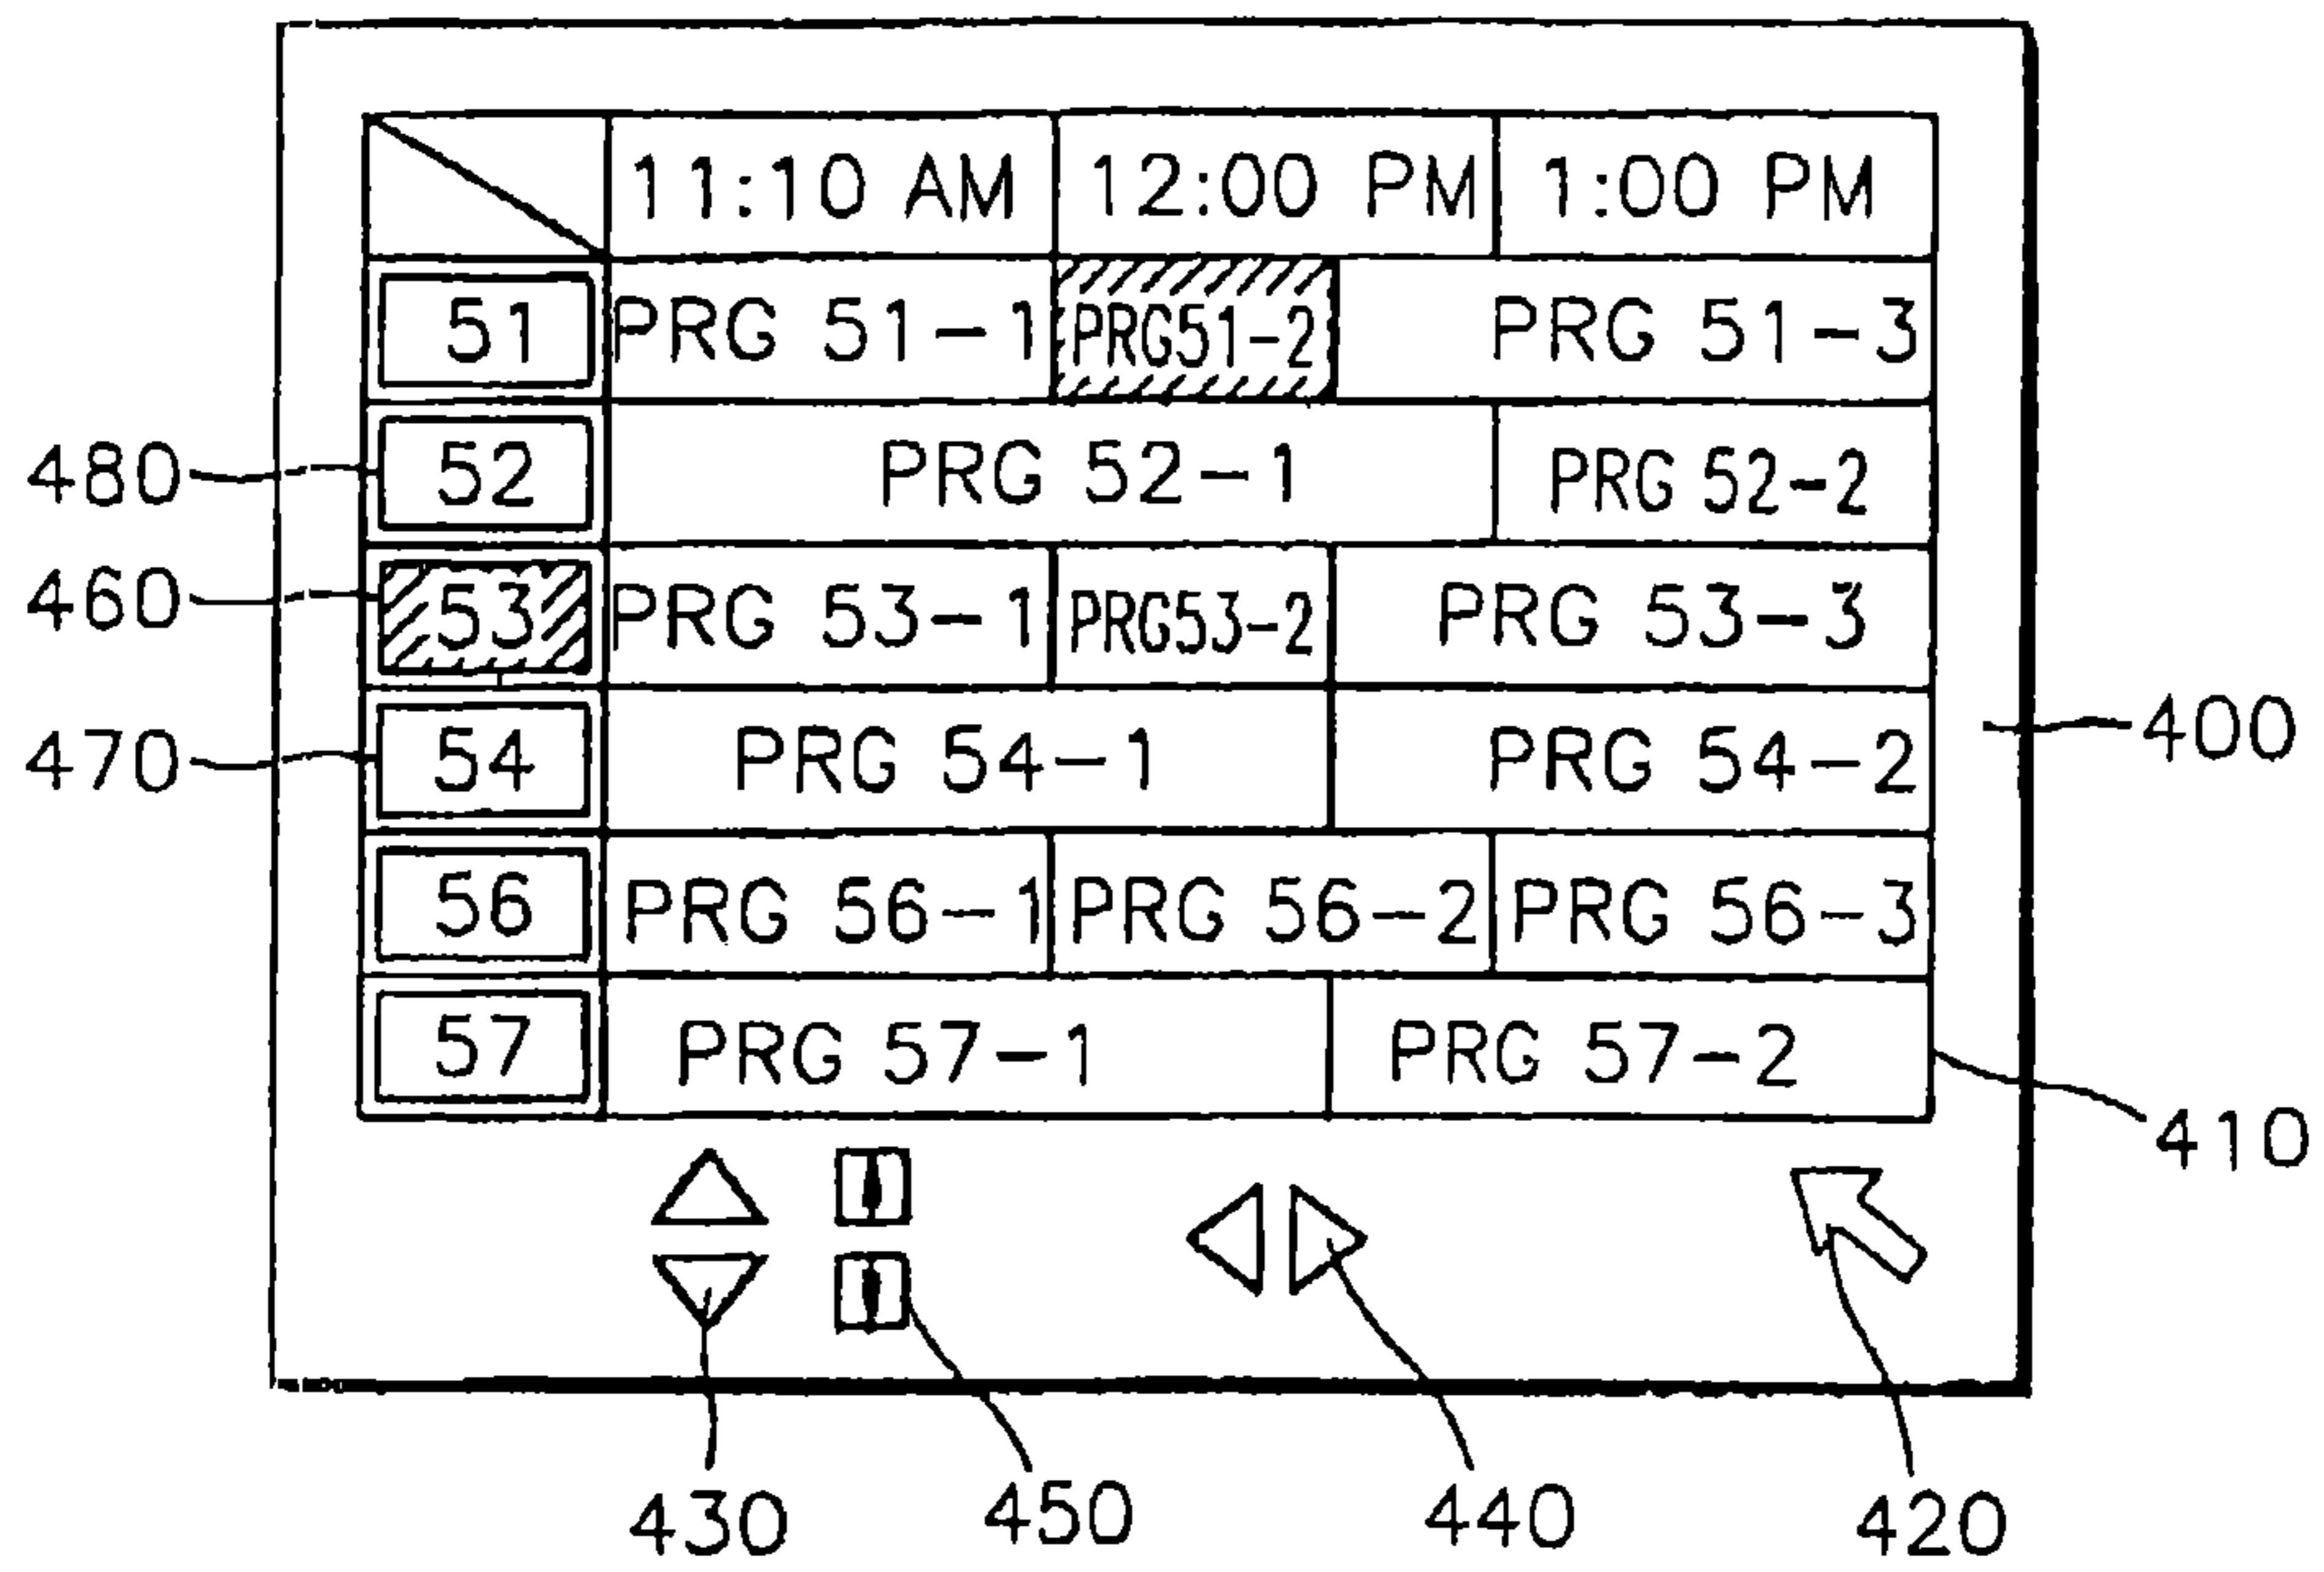 11:10 AM 12:00 PM 1:00 PM
51 PRG 51-1 PRG51-2 PRG 51-3
480 52 PRG 52-1 PRG 52-2
460 53 PRG 53-1 PRG53-2 PRG 53-3
470 54 PRG 54-1 PRG 54-2 400
56 PRG 56-1 PRG 56-2 PRG 56-3
57 PRG 57-1 PRG 57-2
410
430 450 440 420